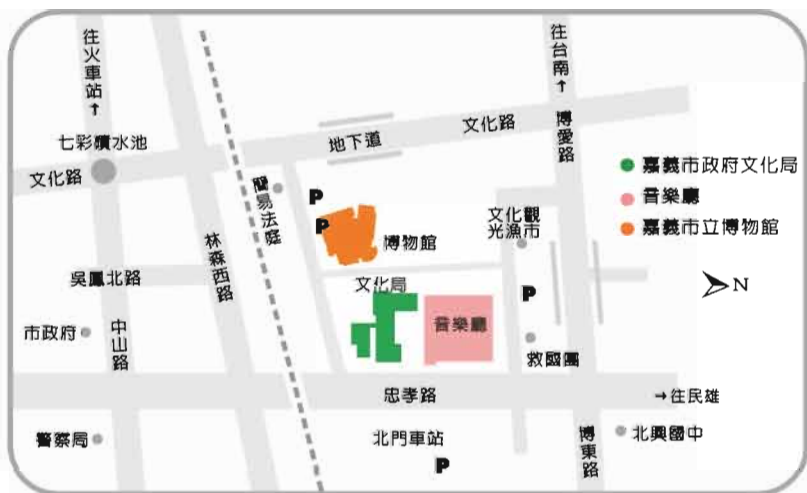 往火車站↑
往台南↑
七彩噴水池
文化路
地下道
文化路
博愛路
簡易法庭
P
P
博物館
文化觀
光漁市
嘉義市政府文化局
音樂廳
嘉義市立博物館
N
吳鳳北路
林森西路
文化局
P
市政府
中山路
音樂廳
救國團
忠孝路
→往民雄
警察局
北門車站
P
博東路
北興國中